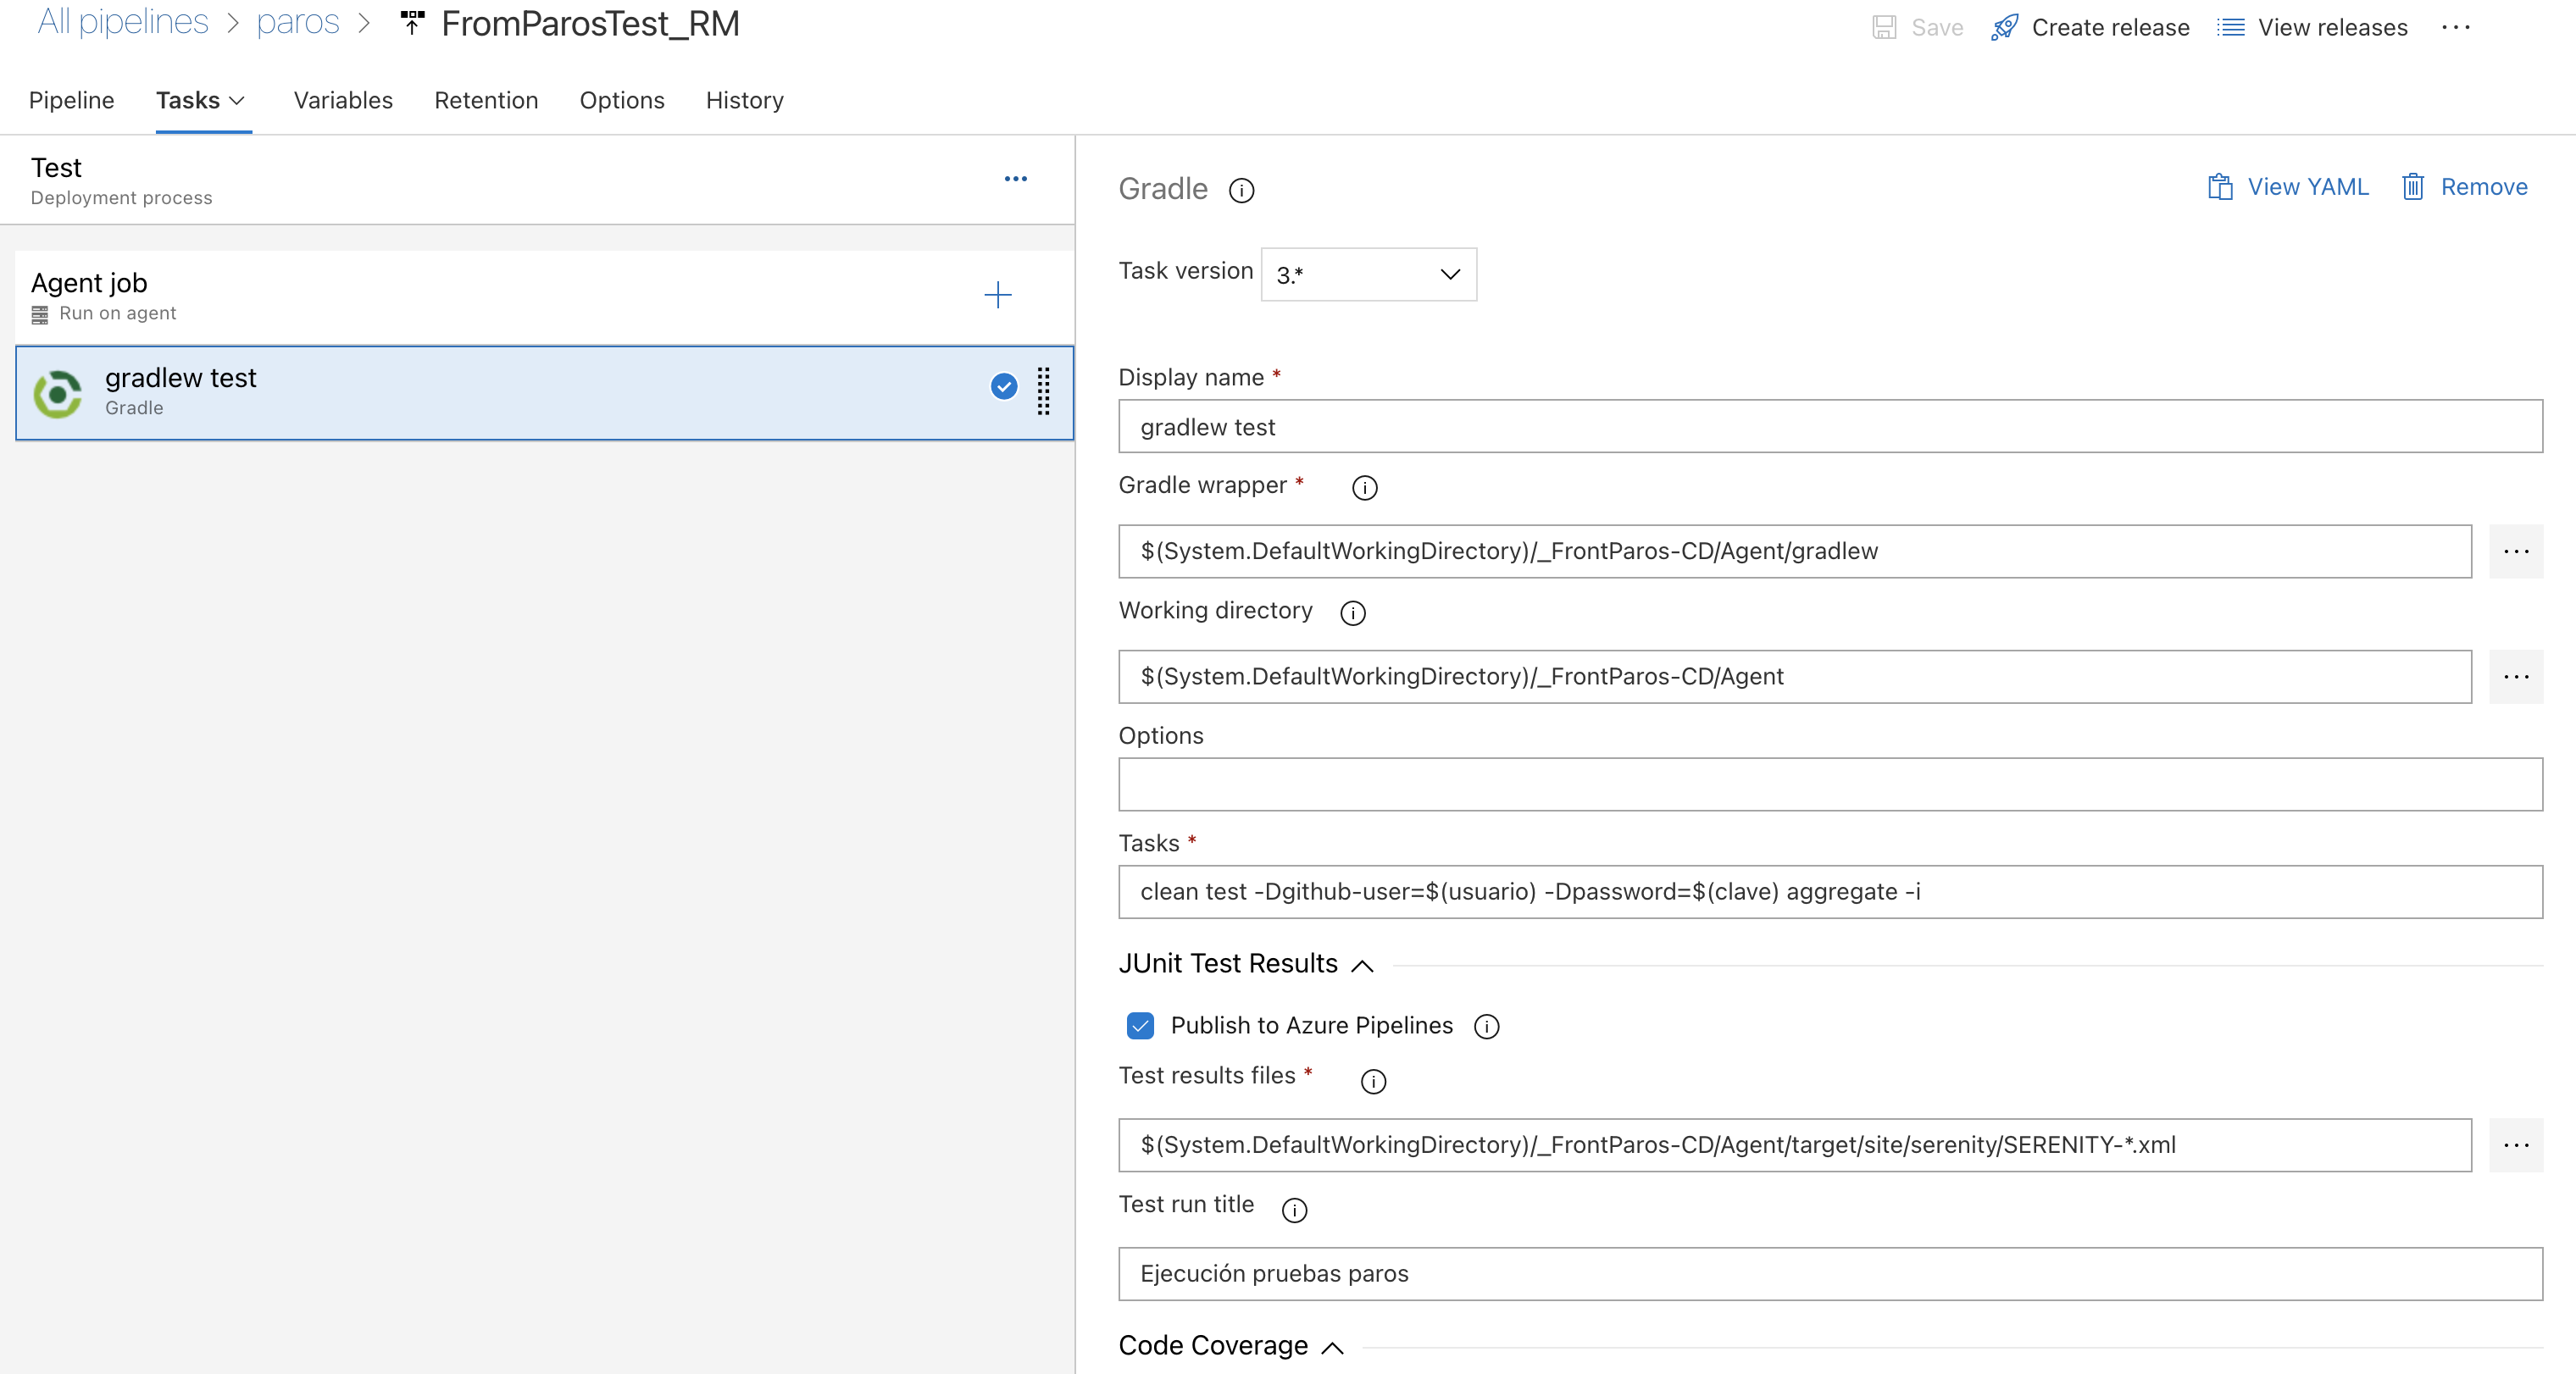 All pipelines > paros > FromParosTest_RM
Save Create release View releases ...
Pipeline Tasks Variables Retention Options History
Test
Deployment process
Agent job
Run on agent
gradlew test
Gradle
Gradle
View YAML Remove
Task version 3.*
Display name *
gradlew test
Gradle wrapper *
$(System.DefaultWorkingDirectory)/_FrontParos-CD/Agent/gradlew
Working directory
$(System.DefaultWorkingDirectory)/_FrontParos-CD/Agent
Options
Tasks *
clean test -Dgithub-user=$(usuario) -Dpassword=$(clave) aggregate -i
JUnit Test Results
Publish to Azure Pipelines
Test results files *
$(System.DefaultWorkingDirectory)/_FrontParos-CD/Agent/target/site/serenity/SERENITY-*.xml
Test run title
Ejecución pruebas paros
Code Coverage